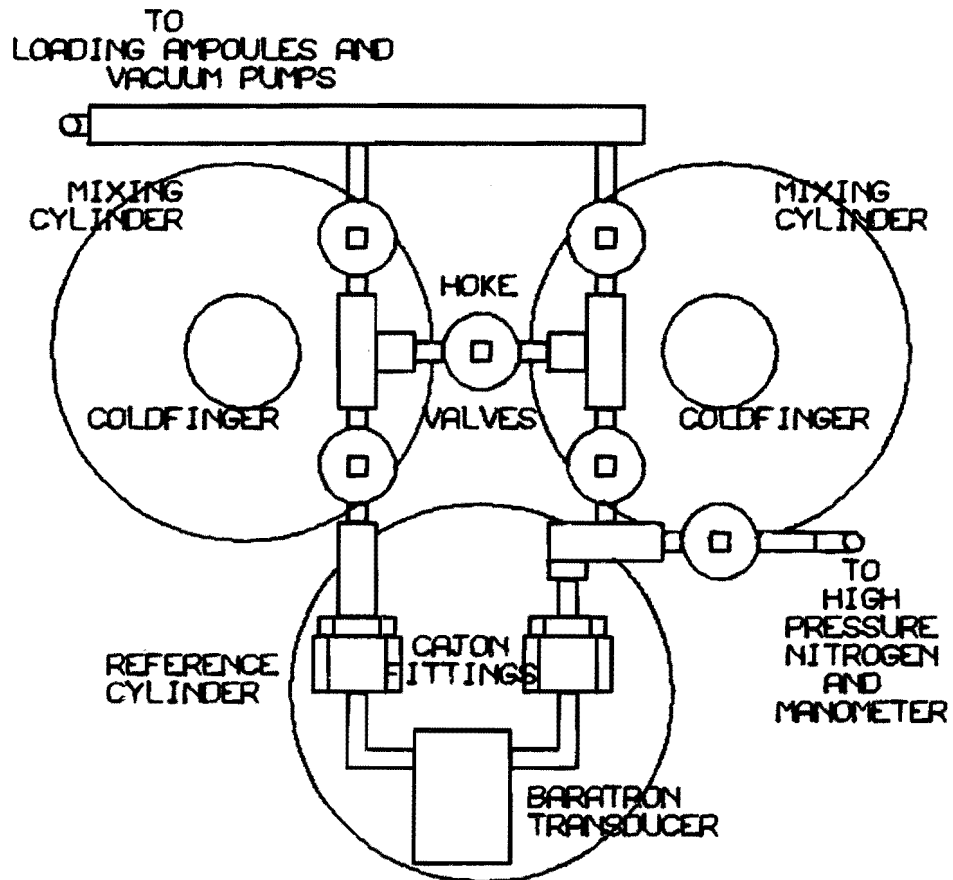 TO
LOADING AMPOULES AND
VACUUM PUMPS
MIXING
CYLINDER
MIXING
CYLINDER
HOKE
VALVES
COLDFINGER
COLDFINGER
TO
HIGH
PRESSURE
NITROGEN
AND
MANOMETER
CAJON
FITTINGS
REFERENCE
CYLINDER
BARATRON
TRANSDUCER